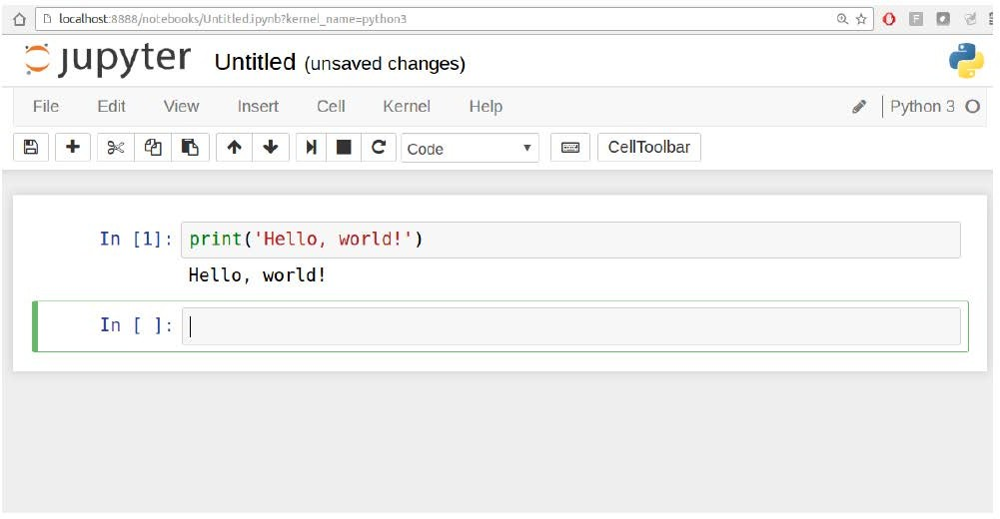 localhost:8888/notebooks/Untitled.ipynb?kernel_name=python3
jupyter Untitled (unsaved changes)
File Edit View Insert Cell Kernel Help Python 3
Code CellToolbar
In [1]: print('Hello, world!')
Hello, world!
In [ ]: